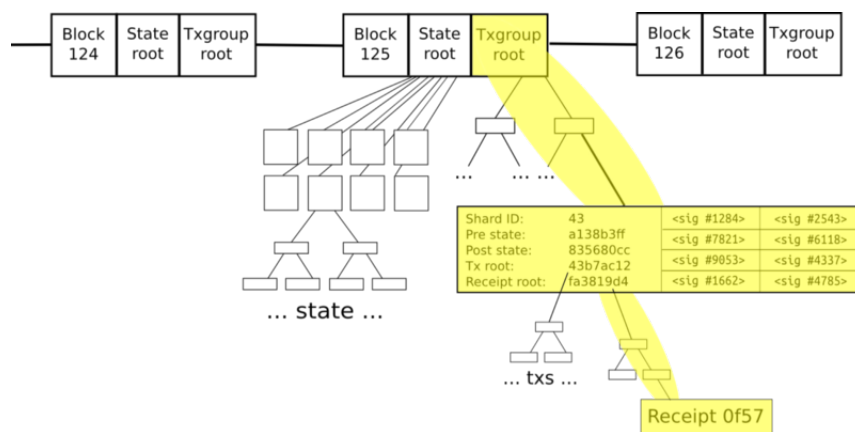 Block 124
State root
Txgroup root
Block 125
State root
Txgroup root
Block 126
State root
Txgroup root
... ... ...
Shard ID: 43 <sig #1284> <sig #2543>
Pre state: a138b3ff <sig #7821> <sig #6118>
Post state: 835680cc <sig #9053> <sig #4337>
Tx root: 43b7ac12 <sig #1662> <sig #4785>
Receipt root: fa3819d4
... state ...
... txs ...
Receipt 0f57